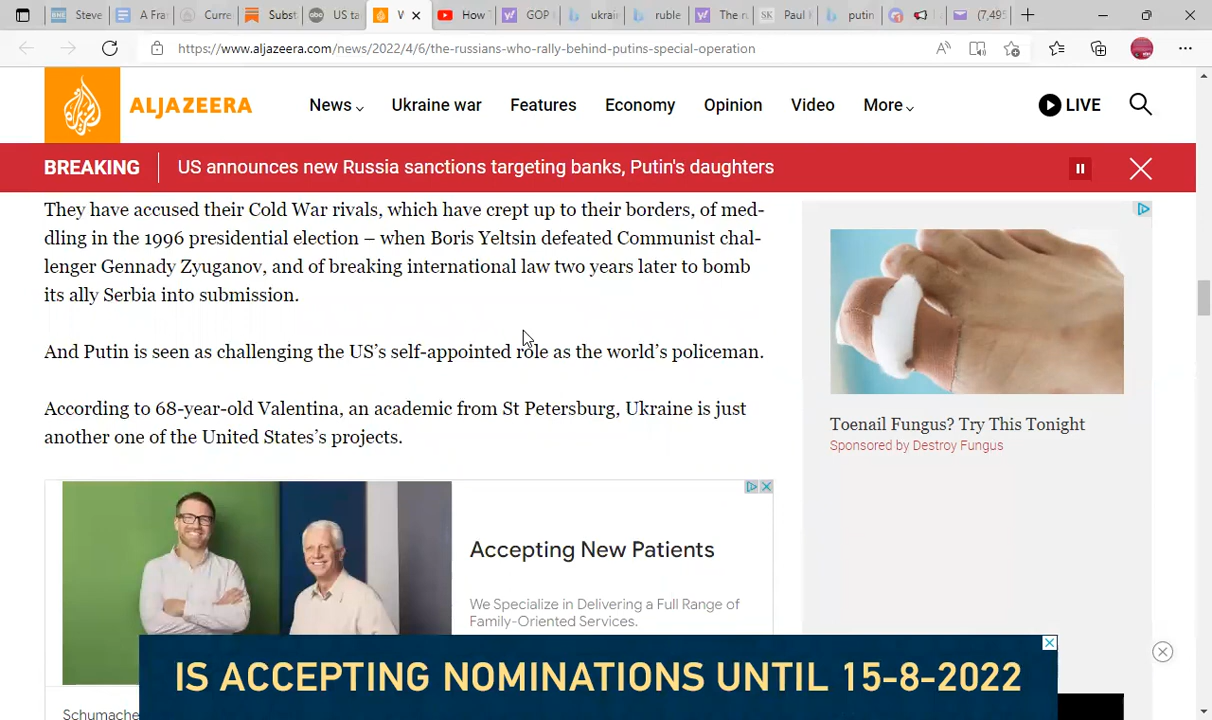 Steve
A Fra
Curre
Subst
US ta
V
How T
GOP
ukrain
ruble
The ru
Paul
putin
(7,495
https://www.aljazeera.com/news/2022/4/6/the-russians-who-rally-behind-putins-special-operation
ALJAZEERA
News
Ukraine war
Features
Economy
Opinion
Video
More
LIVE
BREAKING
US announces new Russia sanctions targeting banks, Putin's daughters
They have accused their Cold War rivals, which have crept up to their borders, of med-
dling in the 1996 presidential election – when Boris Yeltsin defeated Communist chal-
lenger Gennady Zyuganov, and of breaking international law two years later to bomb
its ally Serbia into submission.
And Putin is seen as challenging the US’s self-appointed role as the world’s policeman.
According to 68-year-old Valentina, an academic from St Petersburg, Ukraine is just
another one of the United States’s projects.
Toenail Fungus? Try This Tonight
Sponsored by Destroy Fungus
Accepting New Patients
We Specialize in Delivering a Full Range of
Family-Oriented Services.
IS ACCEPTING NOMINATIONS UNTIL 15-8-2022
Schumache